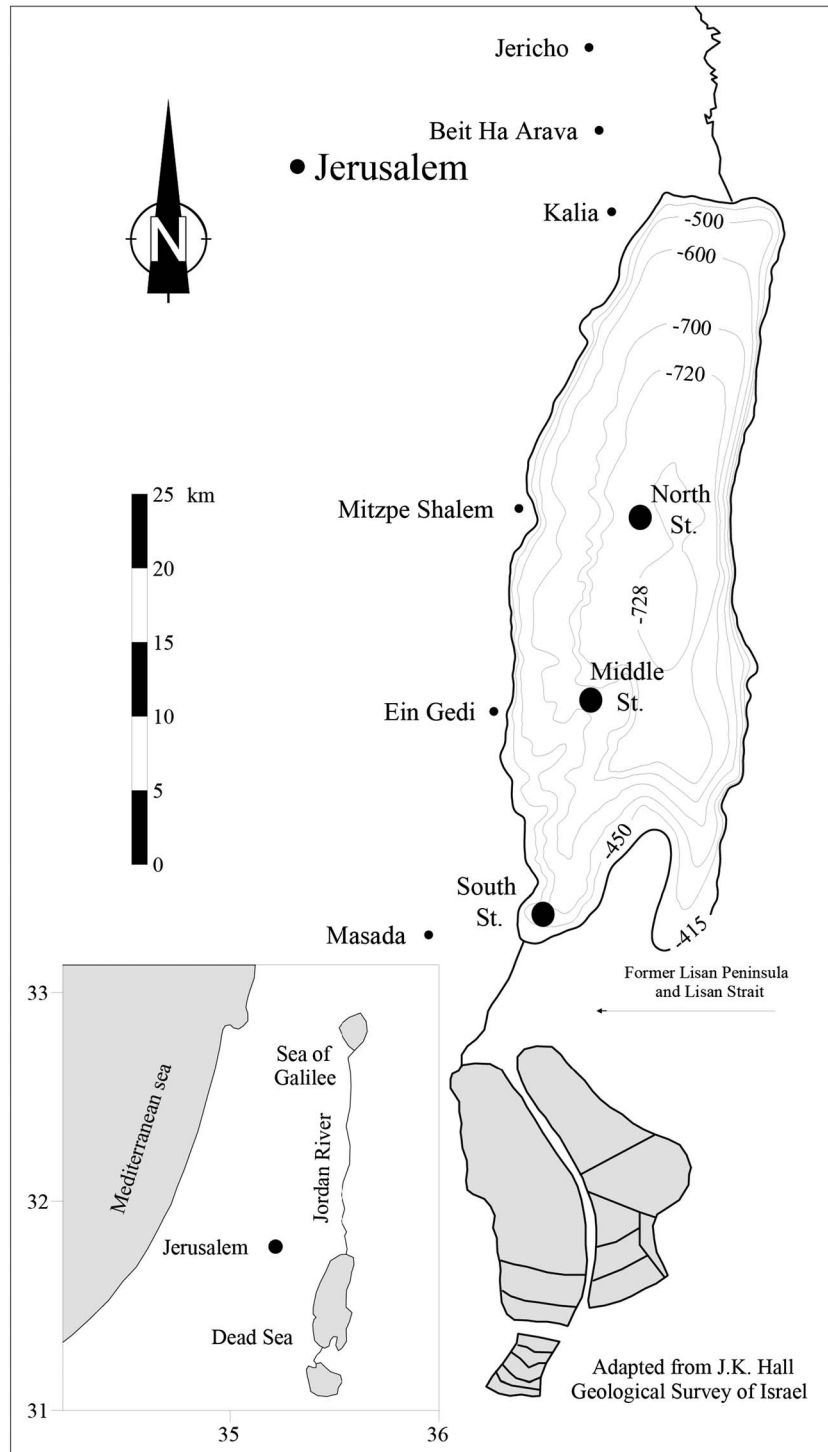 Jericho
Beit Ha Arava
Jerusalem
Kalia
N
-500
-600
-700
-720
25 km
20
15
10
5
0
Mitzpe Shalem
North
St.
-728
Middle
St.
Ein Gedi
-450
South
St.
-415
Masada
Former Lisan Peninsula
and Lisan Strait
33
32
31
35
36
Mediterranean sea
Sea of
Galilee
Jordan River
Jerusalem
Dead Sea
Adapted from J.K. Hall
Geological Survey of Israel